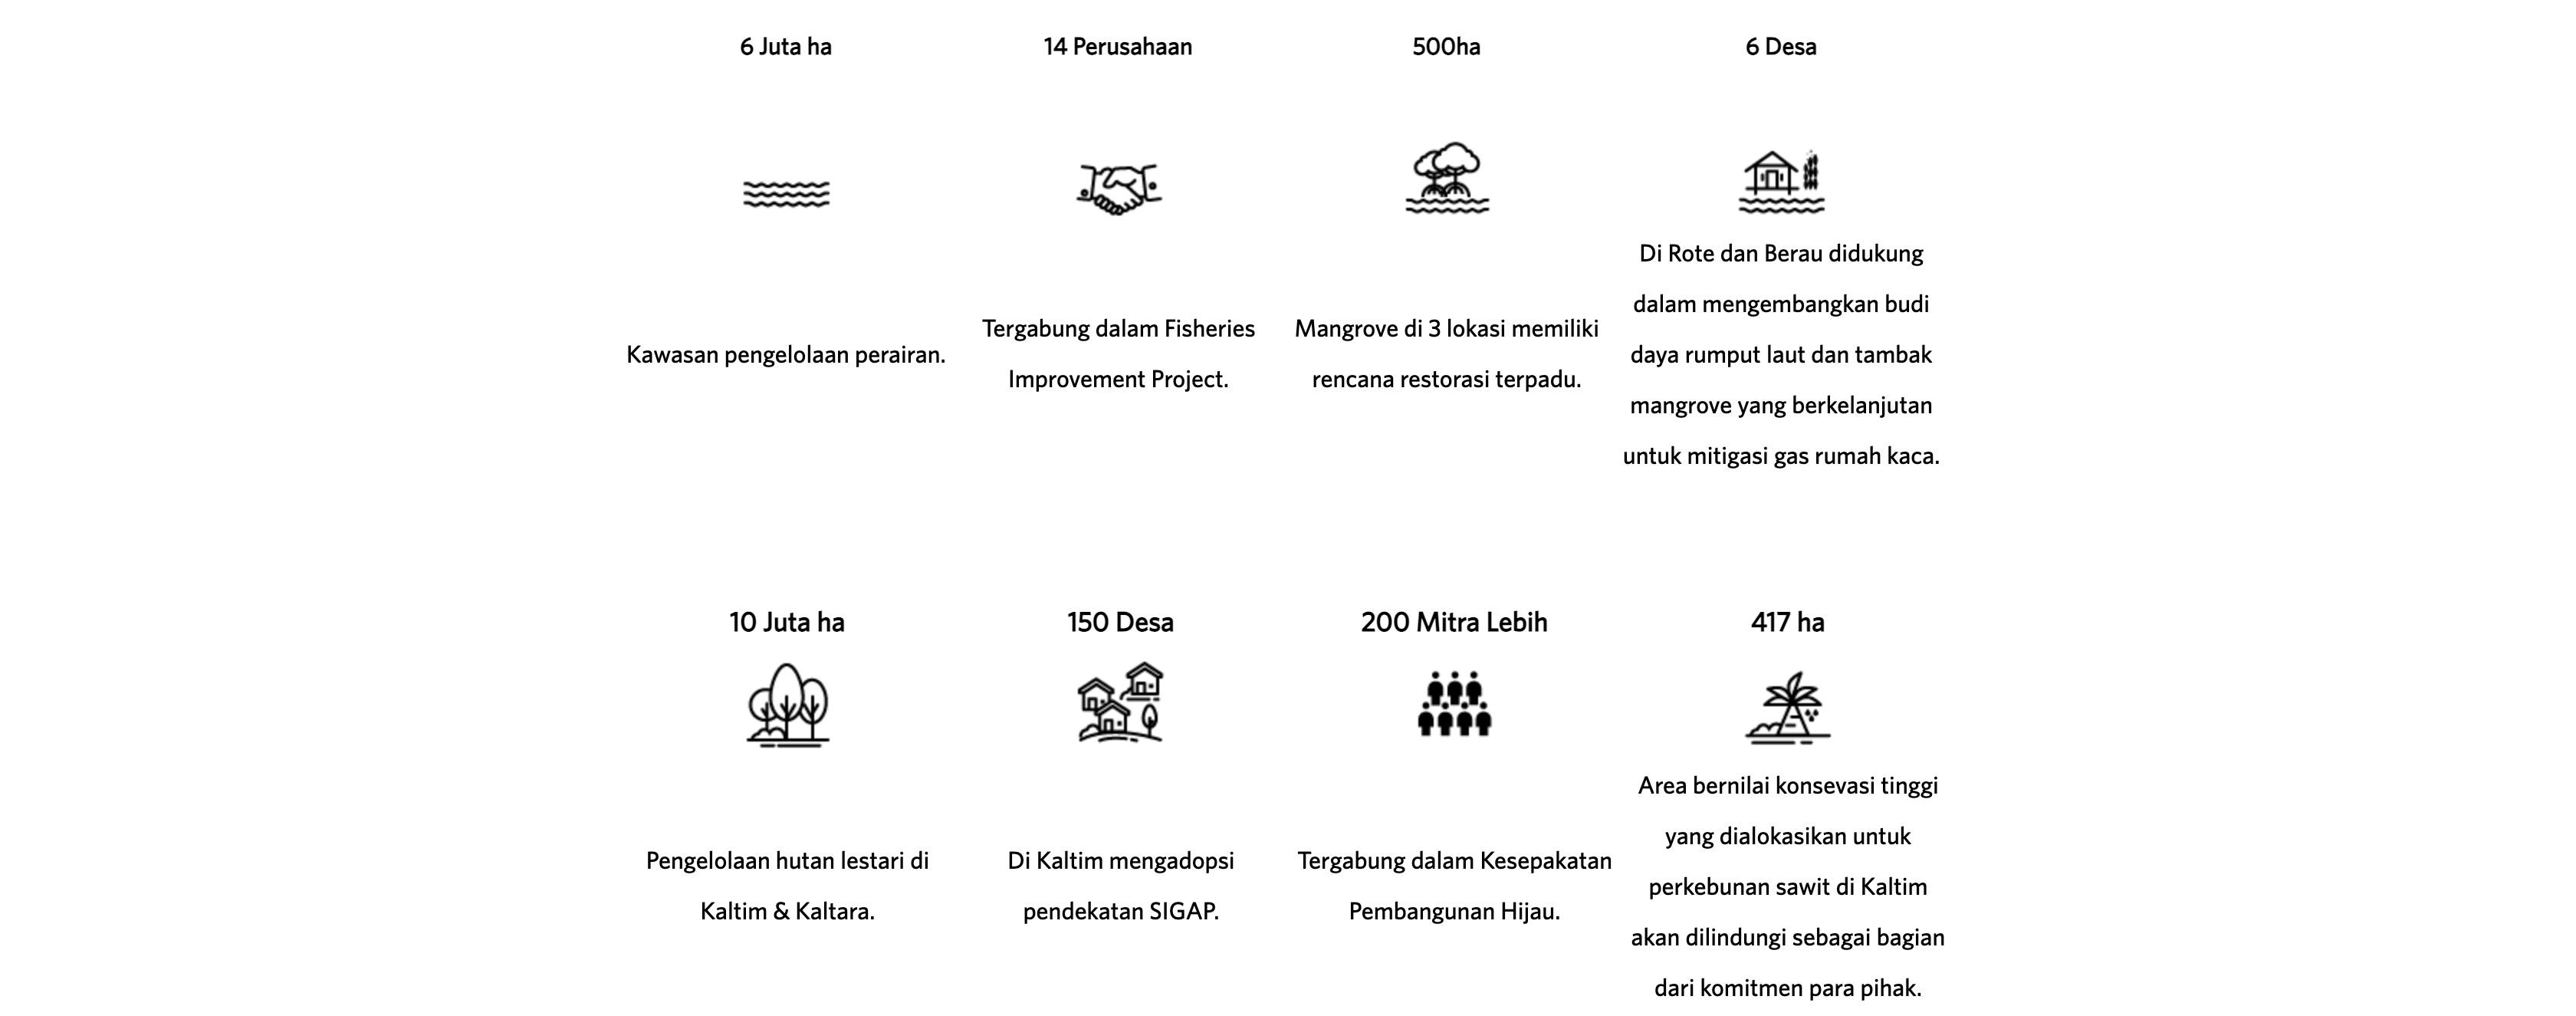 6 Juta ha
Kawasan pengelolaan perairan.
14 Perusahaan
Tergabung dalam Fisheries
Improvement Project.
500ha
Mangrove di 3 lokasi memiliki
rencana restorasi terpadu.
6 Desa
Di Rote dan Berau didukung
dalam mengembangkan budi
daya rumput laut dan tambak
mangrove yang berkelanjutan
untuk mitigasi gas rumah kaca.
10 Juta ha
Pengelolaan hutan lestari di
Kaltim & Kaltara.
150 Desa
Di Kaltim mengadopsi
pendekatan SIGAP.
200 Mitra Lebih
Tergabung dalam Kesepakatan
Pembangunan Hijau.
417 ha
Area bernilai konsevasi tinggi
yang dialokasikan untuk
perkebunan sawit di Kaltim
akan dilindungi sebagai bagian
dari komitmen para pihak.